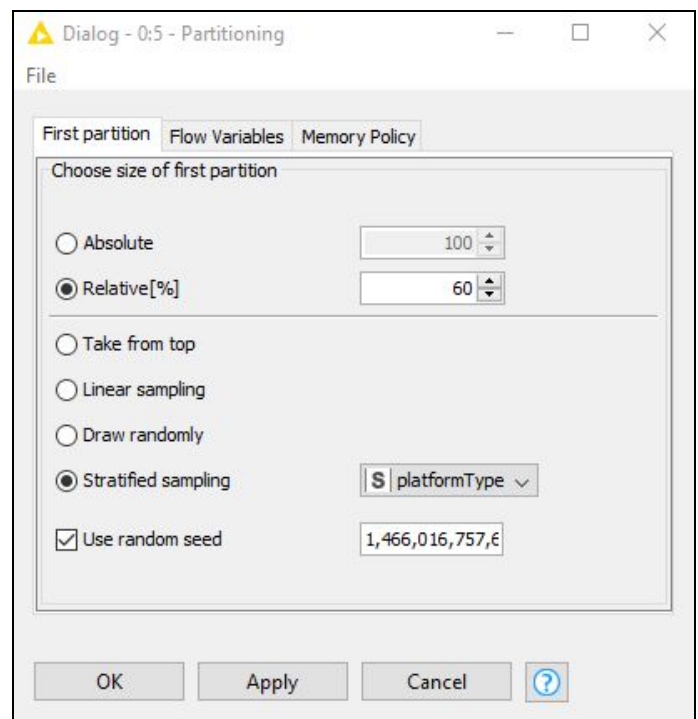 Dialog - 0:5 - Partitioning
File
First partition Flow Variables Memory Policy
Choose size of first partition
Absolute 100
Relative[%] 60
Take from top
Linear sampling
Draw randomly
Stratified sampling S platformType
Use random seed 1,466,016,757,6
OK Apply Cancel ?